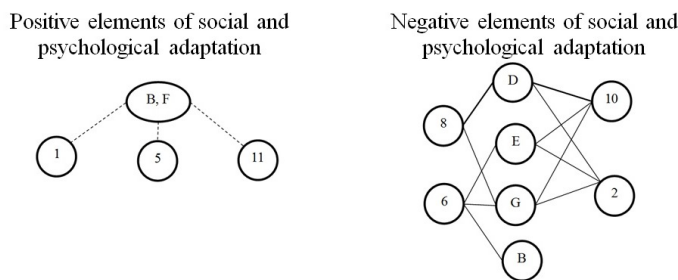 Positive elements of social and
psychological adaptation
B, F
1
5
11
Negative elements of social and
psychological adaptation
D
10
8
E
6
G
2
B